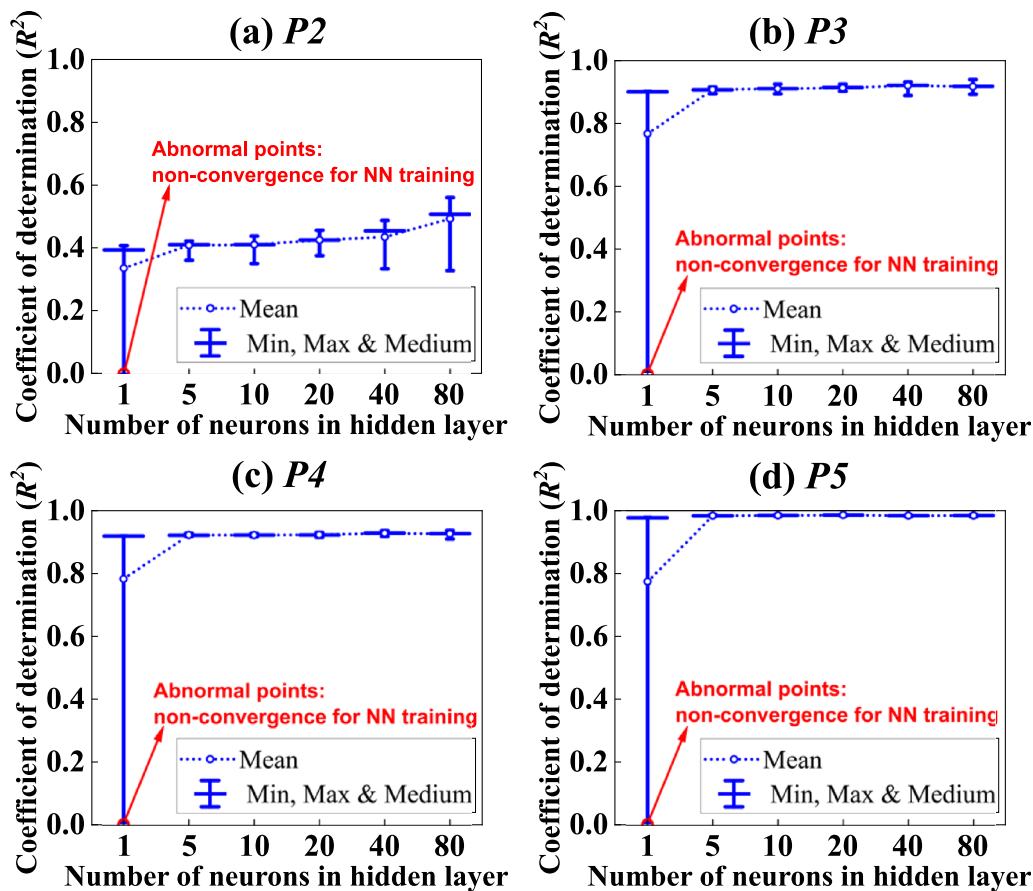 (a) P2
Coefficient of determination (R²)
1.0
0.8
0.6
0.4
0.2
0.0
Abnormal points:
non-convergence for NN training
Mean
Min, Max & Medium
1 5 10 20 40 80
Number of neurons in hidden layer
(b) P3
Coefficient of determination (R²)
1.0
0.8
0.6
0.4
0.2
0.0
Abnormal points:
non-convergence for NN training
Mean
Min, Max & Medium
1 5 10 20 40 80
Number of neurons in hidden layer
(c) P4
Coefficient of determination (R²)
1.0
0.8
0.6
0.4
0.2
0.0
Abnormal points:
non-convergence for NN training
Mean
Min, Max & Medium
1 5 10 20 40 80
Number of neurons in hidden layer
(d) P5
Coefficient of determination (R²)
1.0
0.8
0.6
0.4
0.2
0.0
Abnormal points:
non-convergence for NN training
Mean
Min, Max & Medium
1 5 10 20 40 80
Number of neurons in hidden layer